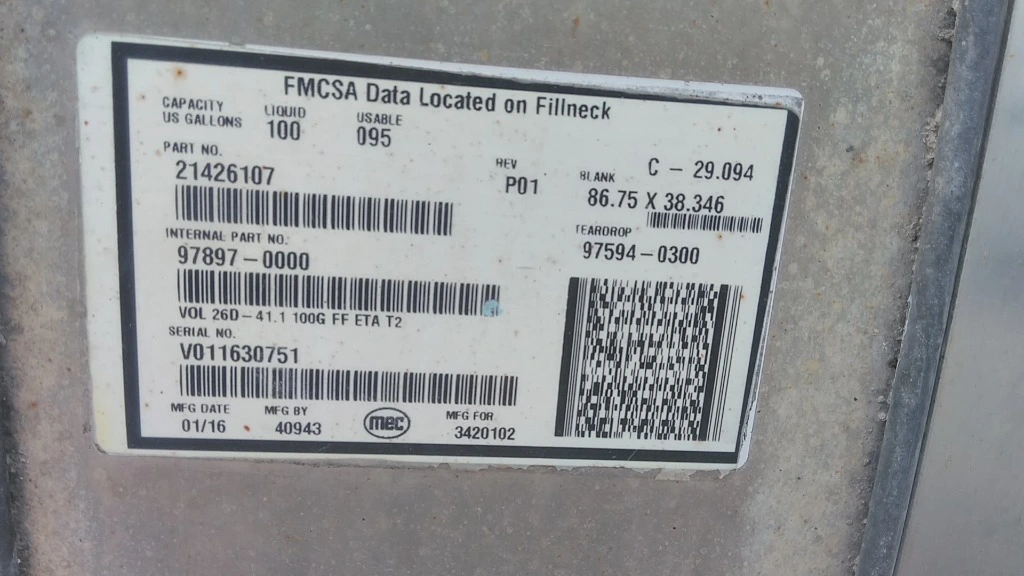 FMCSA Data Located on Fillneck
CAPACITY US GALLONS
LIQUID 100
USABLE 095
PART NO.
21426107
REV P01
BLANK C - 29.094
86.75 X 38.346
INTERNAL PART NO.
97897-0000
TEARDROP
97594-0300
VOL 26D-41.1 100G FF ETA T2
SERIAL NO.
V011630751
MFG DATE 01/16
MFG BY 40943
mec
MFG FOR 3420102